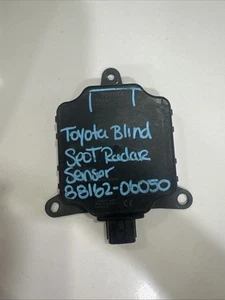 Toyota Blind
Spot Radar
Sensor
88162-06050